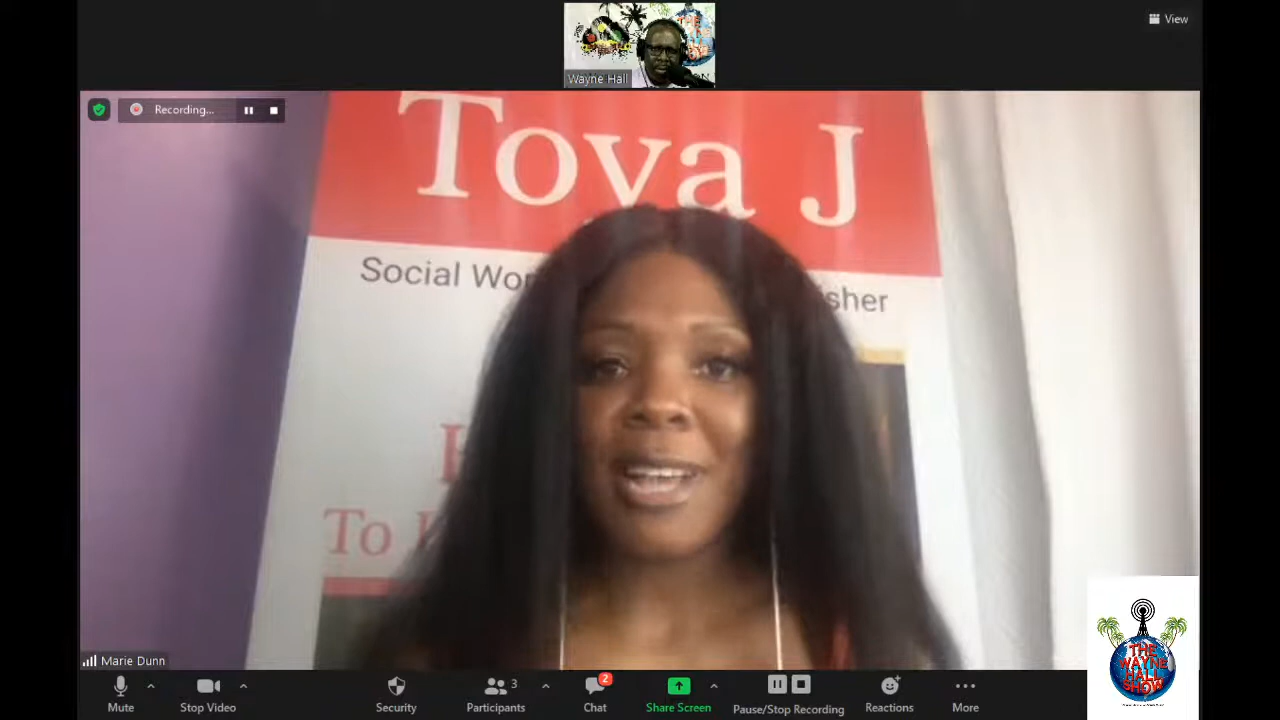 Wayne Hall
View
Recording...
Tova J
Social Wor
sher
To
Marie Dunn
THE
WAYNE
HALL
SHOW
Mute
Stop Video
Security
3
Participants
2
Chat
Share Screen
Pause/Stop Recording
Reactions
More